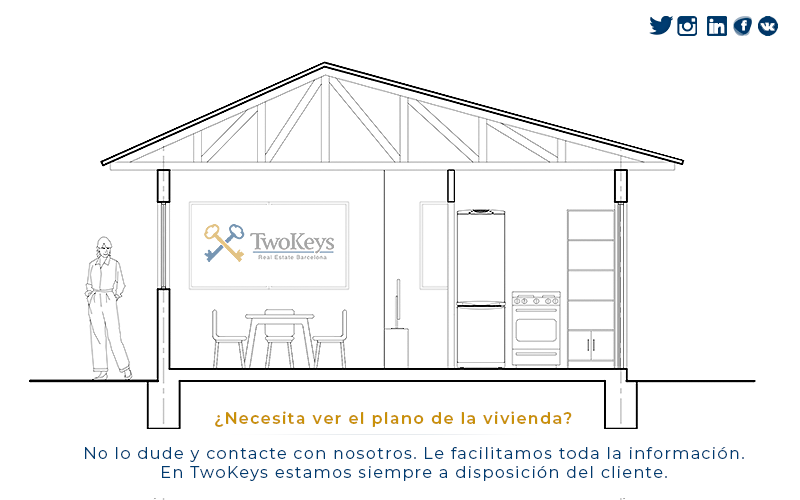 TwoKeys
Real Estate Barcelona
¿Necesita ver el plano de la vivienda?
No lo dude y contacte con nosotros. Le facilitamos toda la información.
En TwoKeys estamos siempre a disposición del cliente.